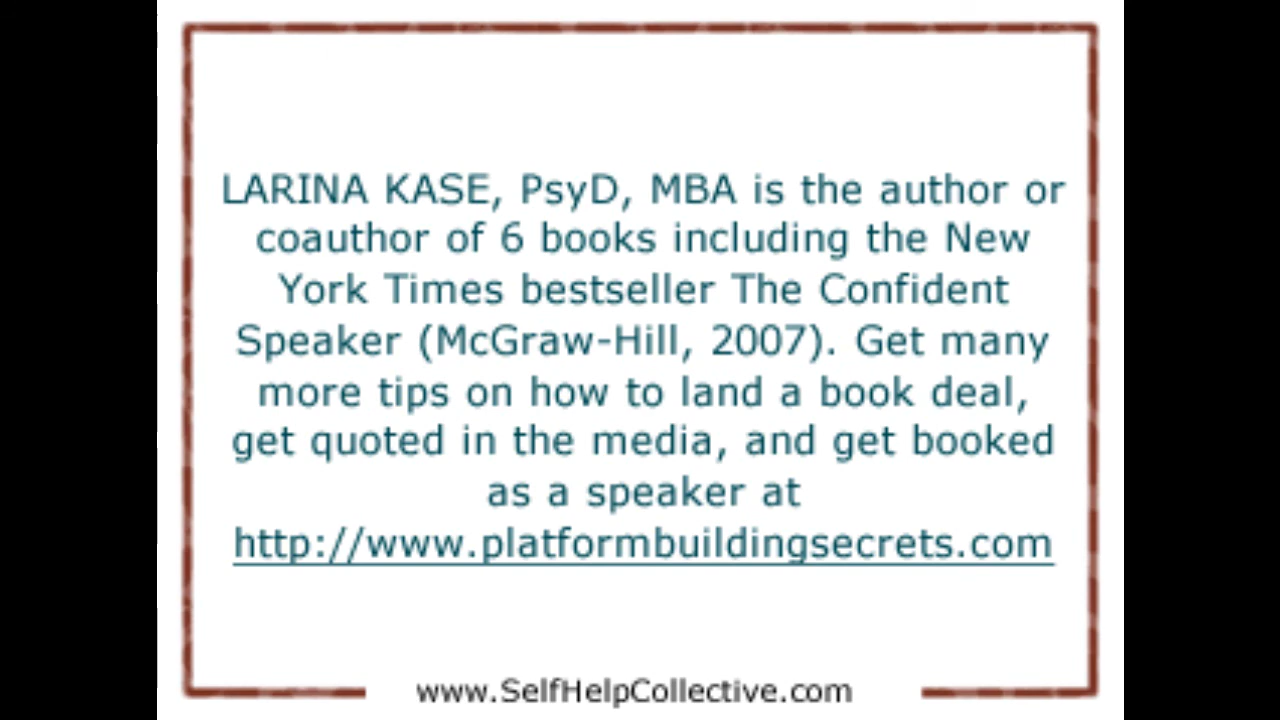 LARINA KASE, PsyD, MBA is the author or
coauthor of 6 books including the New
York Times bestseller The Confident
Speaker (McGraw-Hill, 2007). Get many
more tips on how to land a book deal,
get quoted in the media, and get booked
as a speaker at
http://www.platformbuildingsecrets.com
www.SelfHelpCollective.com